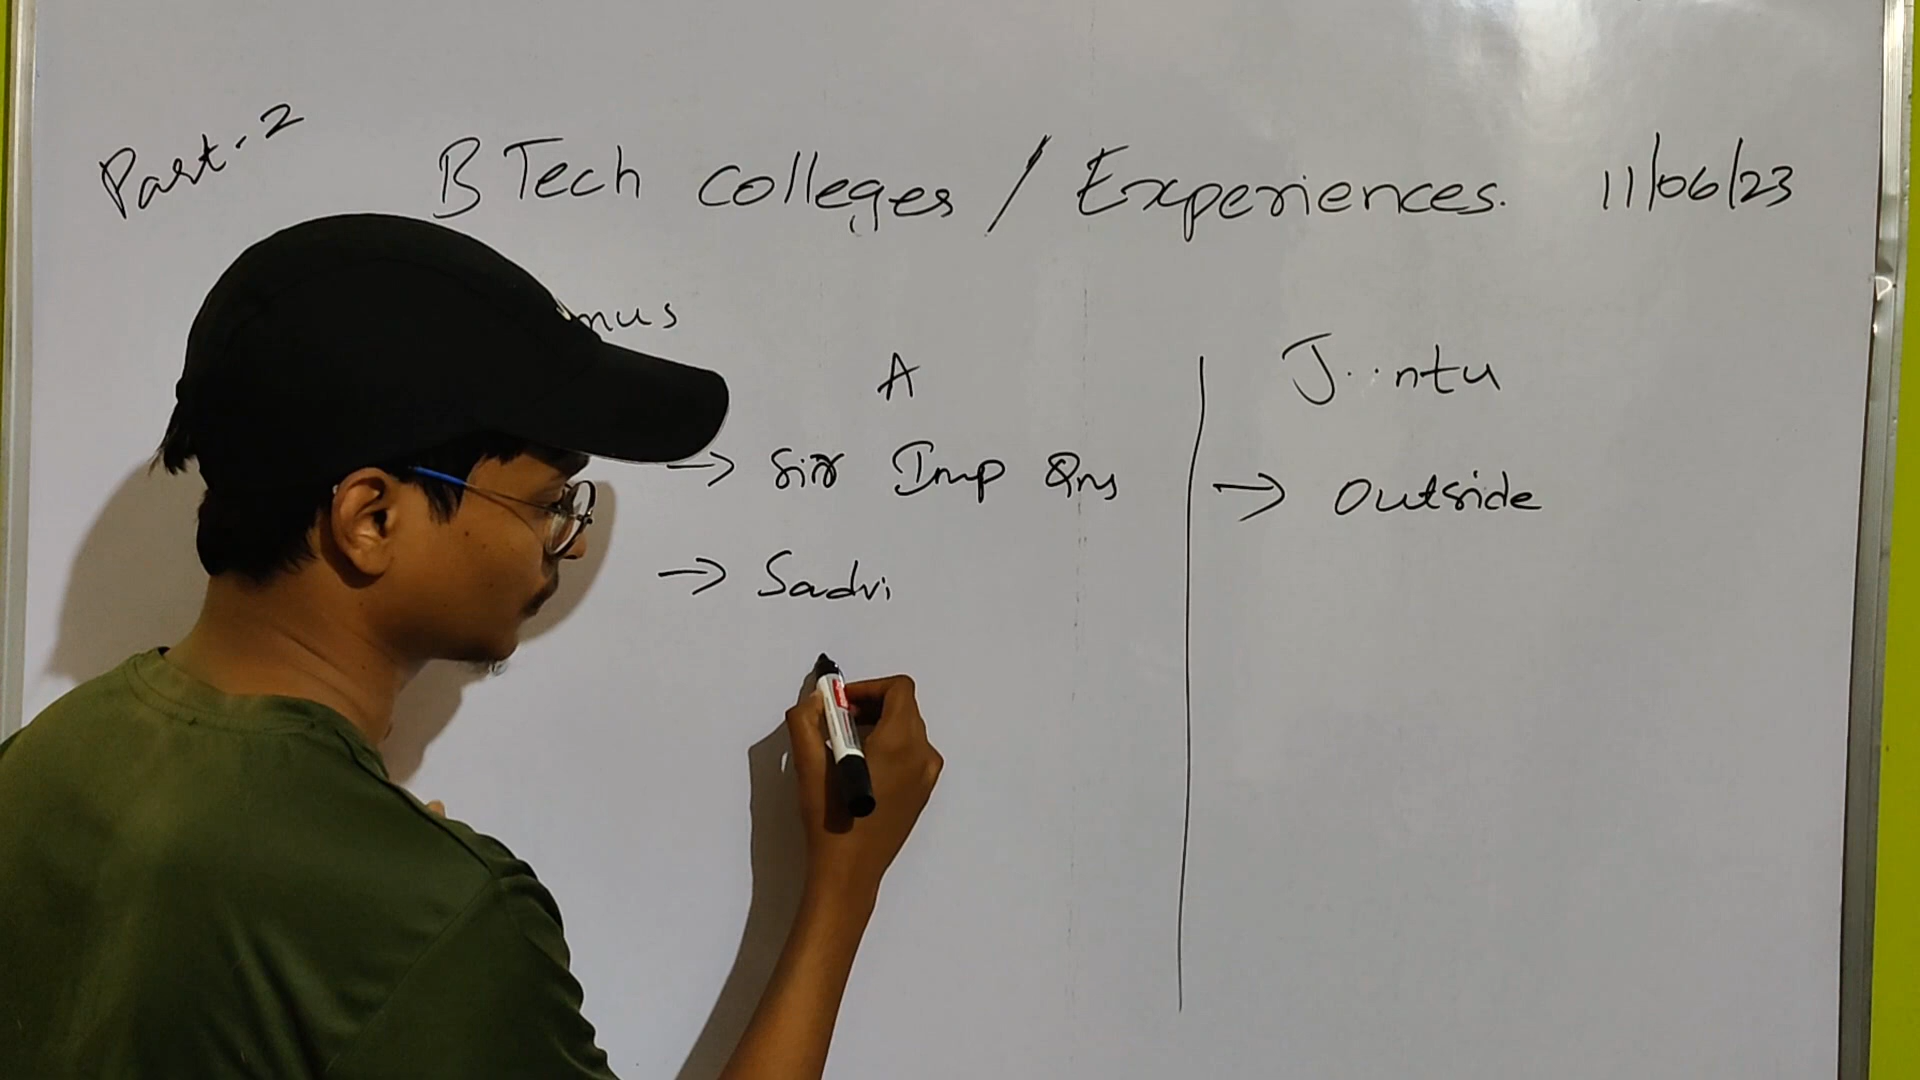 Part-2
BTech colleges / Experiences. 11/06/23
mus
A
J..ntu
→ Sir Imp Qns
→ Outside
→ Sadvi